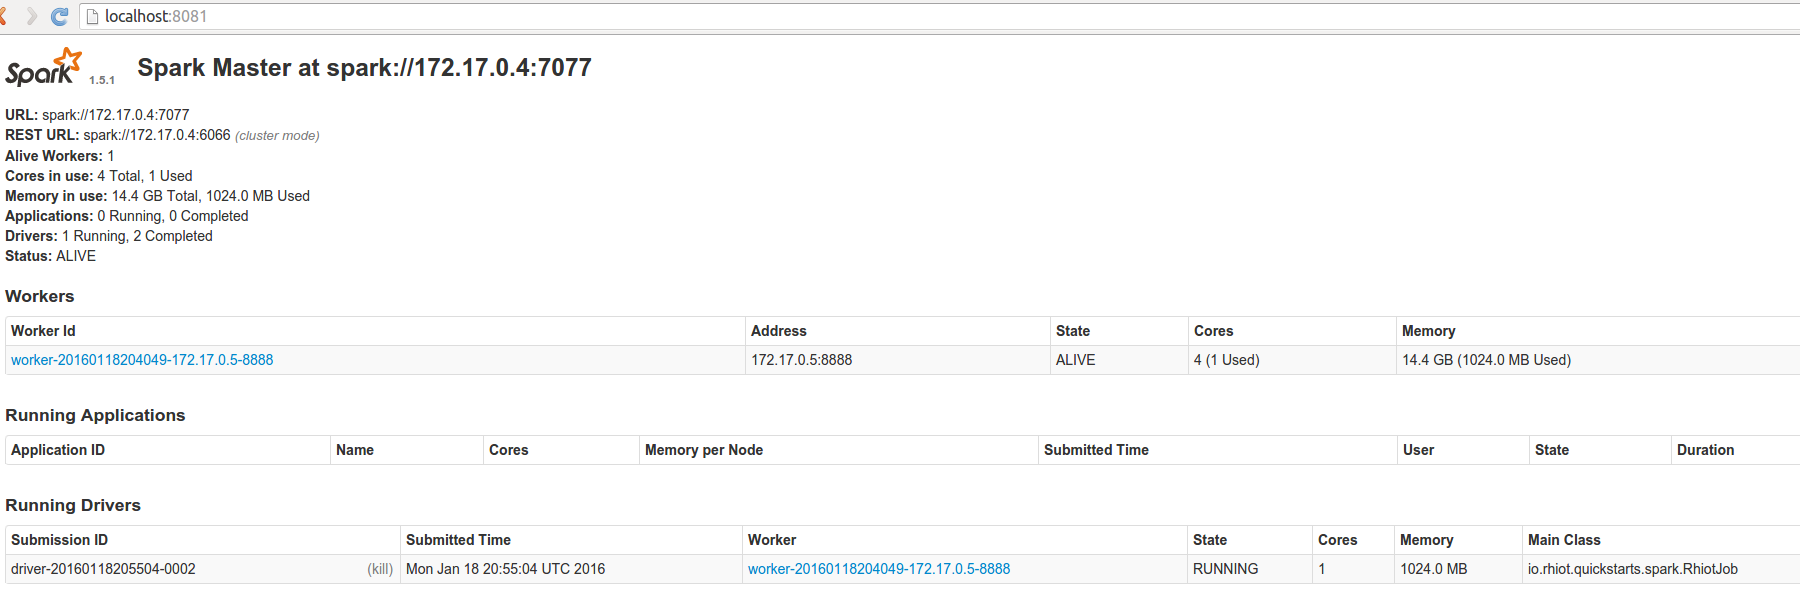 localhost:8081
Spark 1.5.1 Spark Master at spark://172.17.0.4:7077
URL: spark://172.17.0.4:7077
REST URL: spark://172.17.0.4:6066 (cluster mode)
Alive Workers: 1
Cores in use: 4 Total, 1 Used
Memory in use: 14.4 GB Total, 1024.0 MB Used
Applications: 0 Running, 0 Completed
Drivers: 1 Running, 2 Completed
Status: ALIVE
Workers
Worker Id Address State Cores Memory
worker-20160118204049-172.17.0.5-8888 172.17.0.5:8888 ALIVE 4 (1 Used) 14.4 GB (1024.0 MB Used)
Running Applications
Application ID Name Cores Memory per Node Submitted Time User State Duration
Running Drivers
Submission ID Submitted Time Worker State Cores Memory Main Class
driver-20160118205504-0002 (kill) Mon Jan 18 20:55:04 UTC 2016 worker-20160118204049-172.17.0.5-8888 RUNNING 1 1024.0 MB io.rhiot.quickstarts.spark.RhiotJob